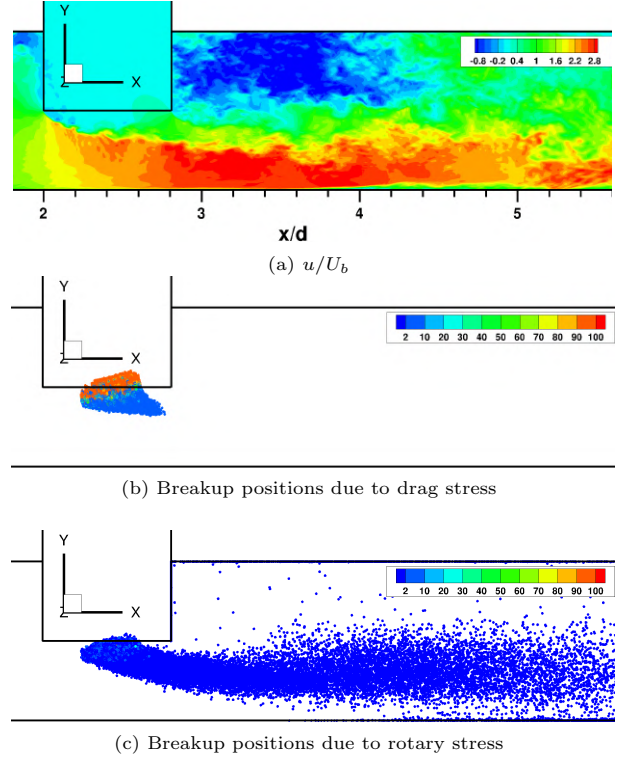 Y
Z X
-0.8 -0.2 0.4 1 1.6 2.2 2.8
2 3 4 5
x/d
(a) u/U_b
Y
Z X
2 10 20 30 40 50 60 70 80 90 100
(b) Breakup positions due to drag stress
Y
Z X
2 10 20 30 40 50 60 70 80 90 100
(c) Breakup positions due to rotary stress